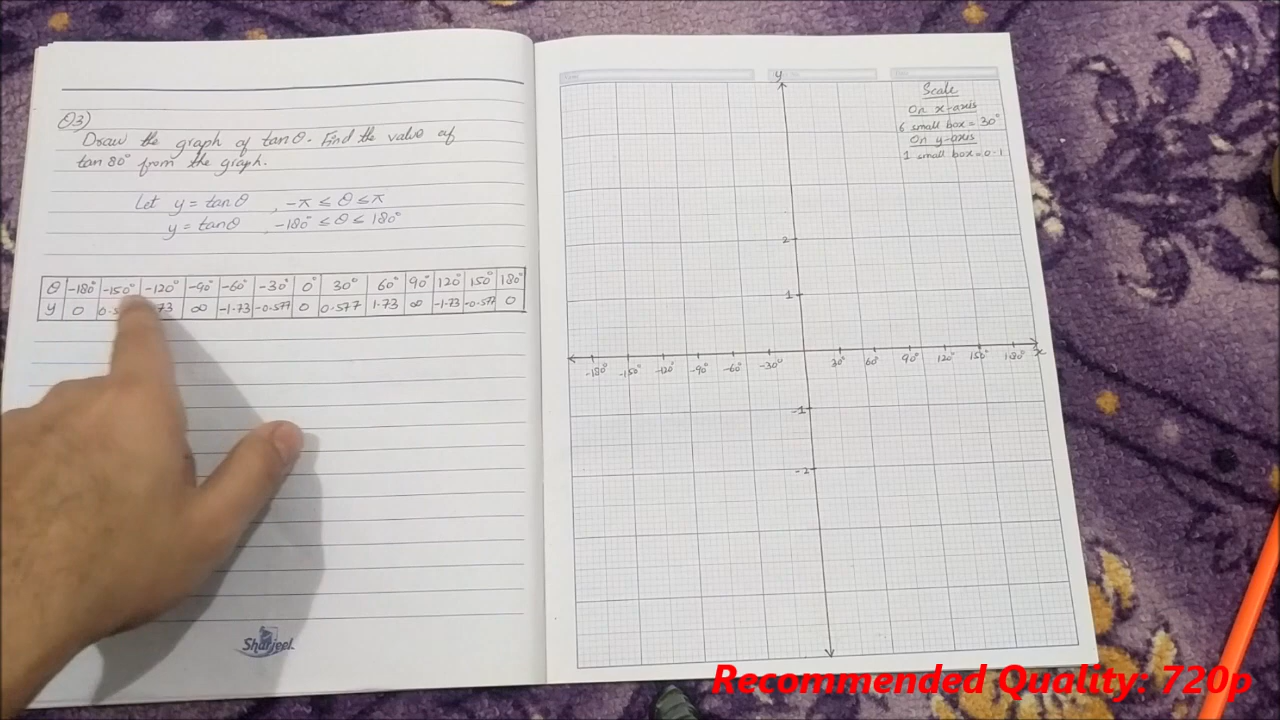 Q3)
Draw the graph of tanθ. Find the value of
tan 80° from the graph.
Let y = tanθ , -π ≤ θ ≤ π
y = tanθ , -180° ≤ θ ≤ 180°
θ -180° -150° -120° -90° -60° -30° 0° 30° 60° 90° 120° 150° 180°
y 0 ∞ -1.73 -0.577 0 0.577 1.73 ∞ -1.73 -0.577 0
Sharjeel
y
Scale
On x-axis
6 small box = 30°
On y-axis
1 small box = 0.1
2
1
-180° -150° -120° -90° -60° -30° 30° 60° 90° 120° 150° 180° x
-1
-2
Recommended Quality: 720p